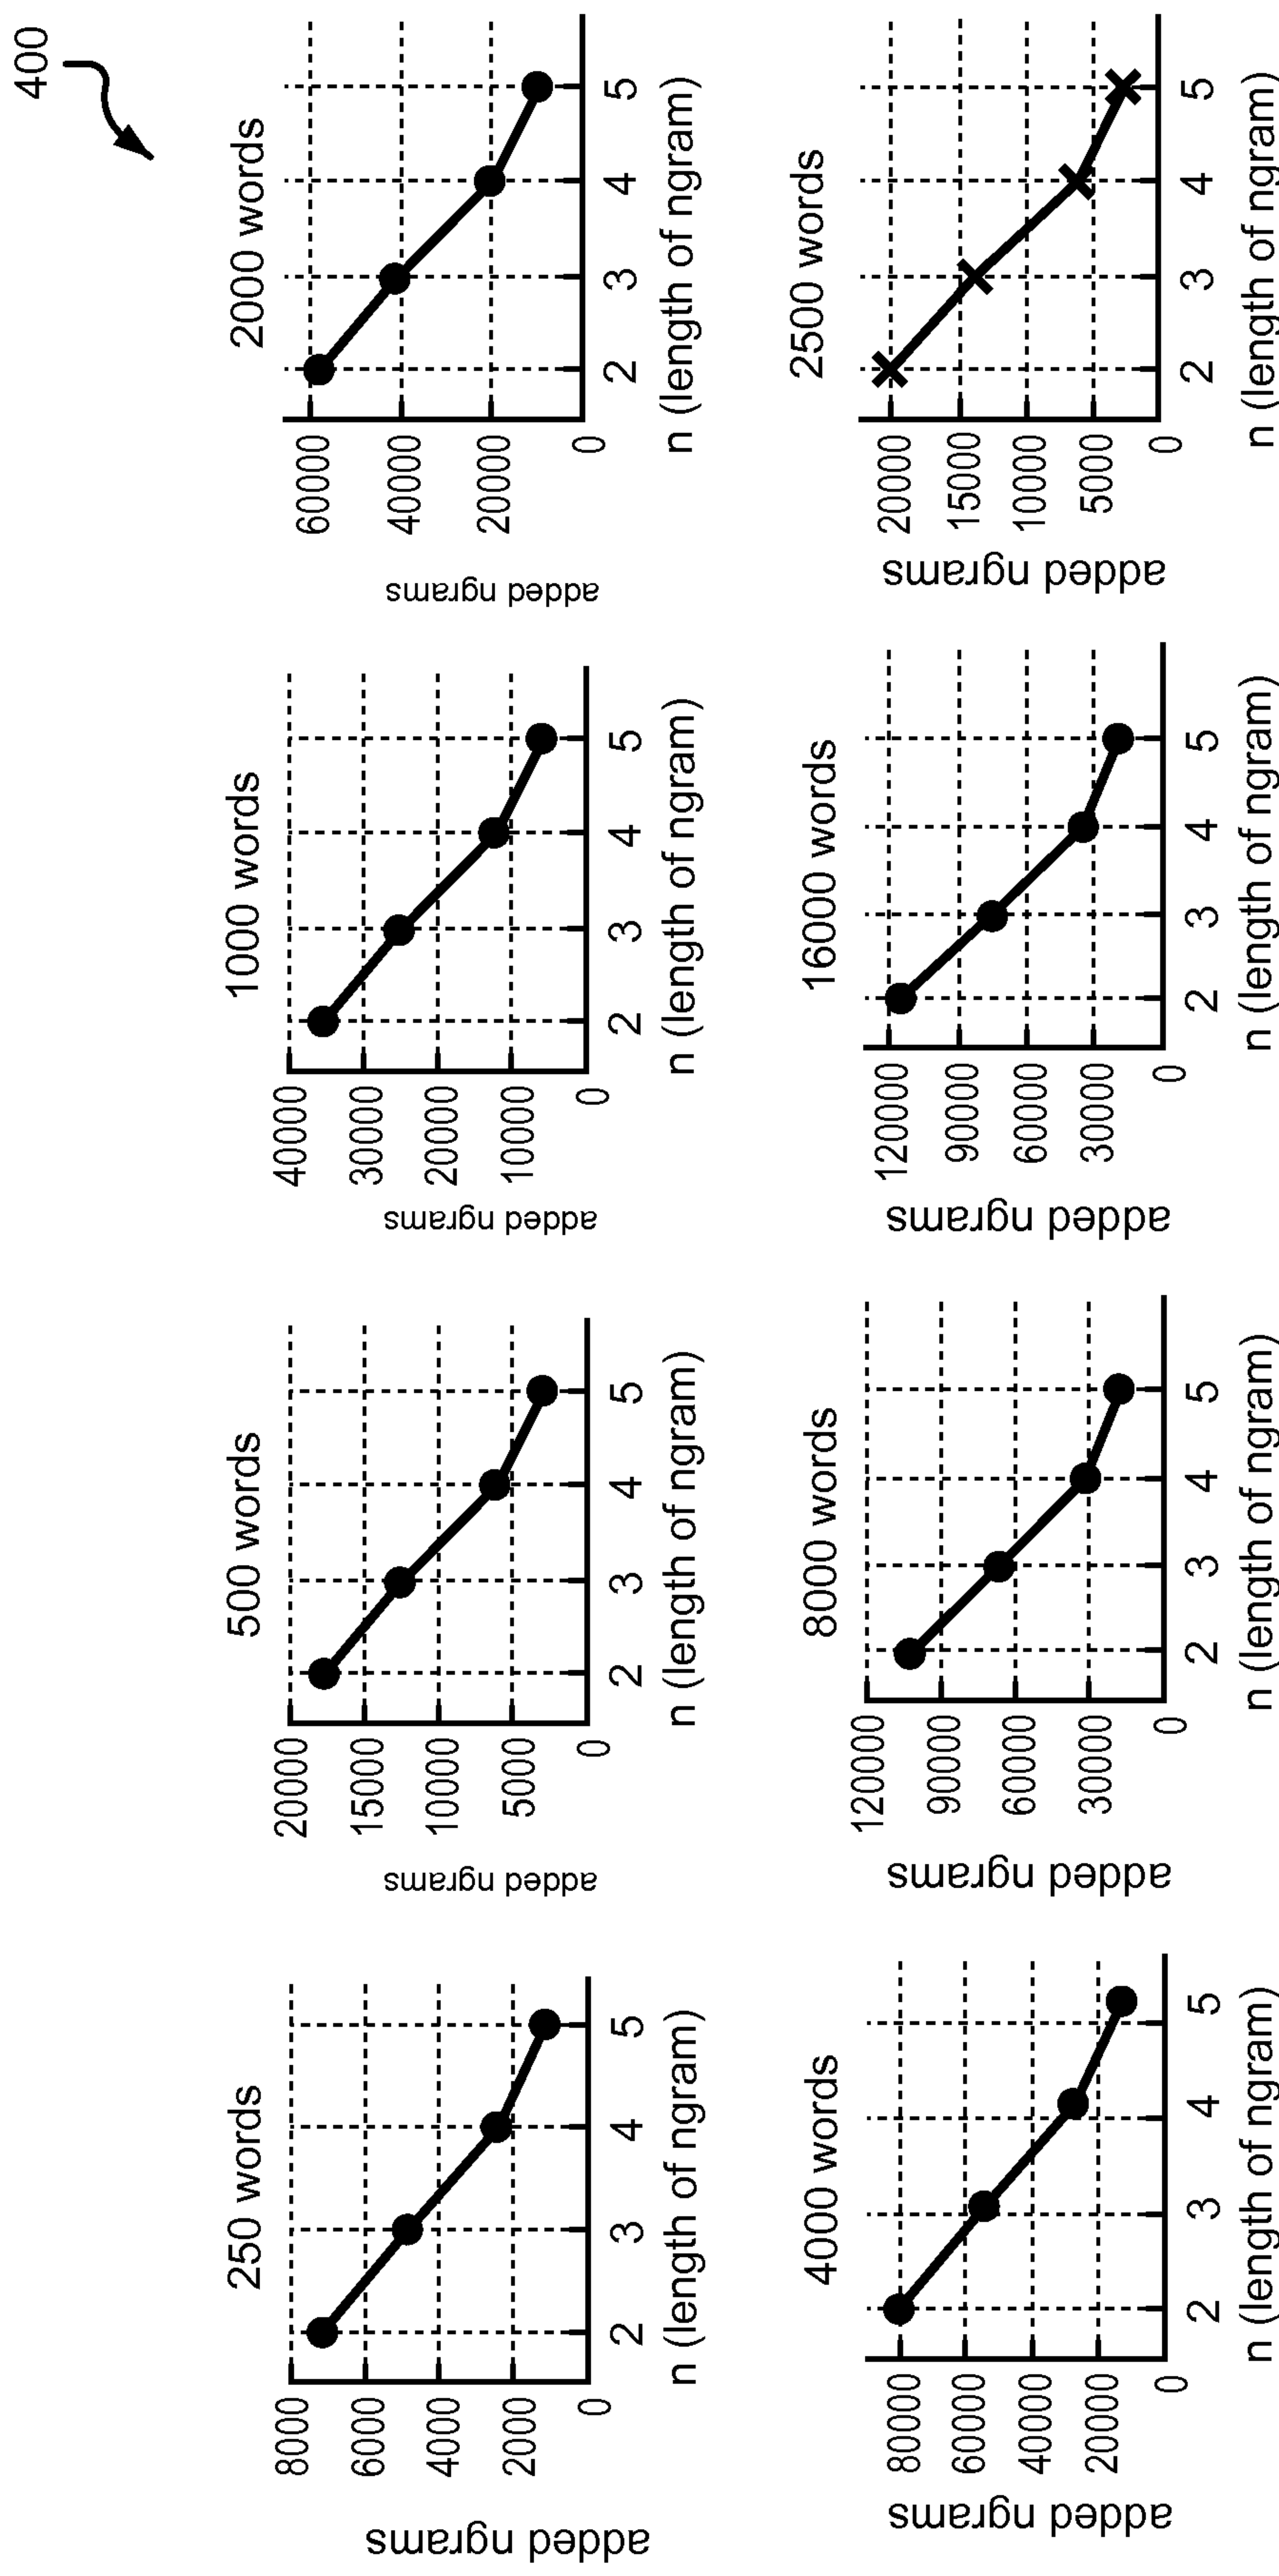 400
250 words
8000
6000
4000
2000
0
added ngrams
2 3 4 5
n (length of ngram)
500 words
20000
15000
10000
5000
0
added ngrams
2 3 4 5
n (length of ngram)
1000 words
40000
30000
20000
10000
0
added ngrams
2 3 4 5
n (length of ngram)
2000 words
60000
40000
20000
0
added ngrams
2 3 4 5
n (length of ngram)
4000 words
80000
60000
40000
20000
0
added ngrams
2 3 4 5
n (length of ngram)
8000 words
120000
90000
60000
30000
0
added ngrams
2 3 4 5
n (length of ngram)
16000 words
120000
90000
60000
30000
0
added ngrams
2 3 4 5
n (length of ngram)
2500 words
20000
15000
10000
5000
0
added ngrams
2 3 4 5
n (length of ngram)